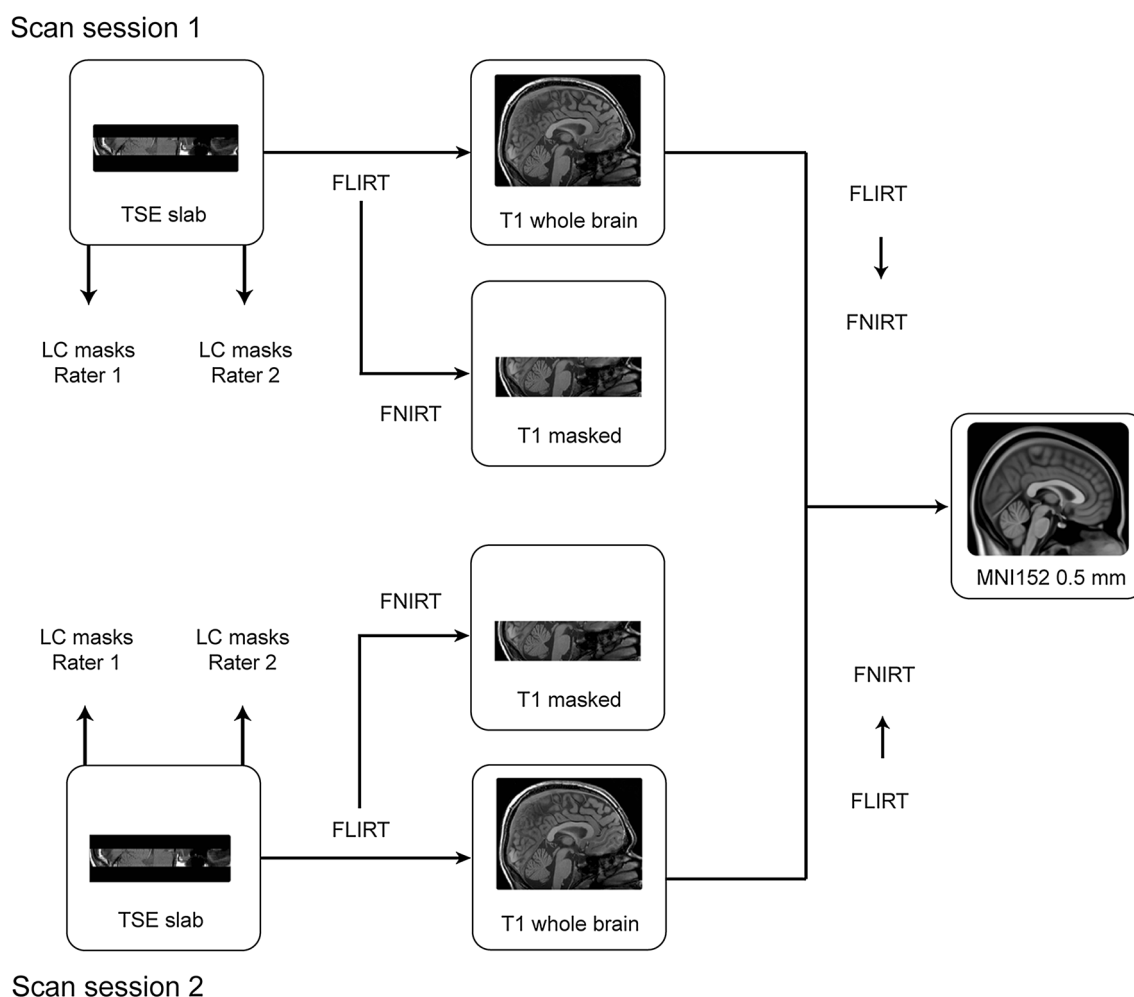 Scan session 1
TSE slab
FLIRT
T1 whole brain
FLIRT
FNIRT
LC masks
Rater 1
LC masks
Rater 2
FNIRT
T1 masked
MNI152 0.5 mm
LC masks
Rater 1
LC masks
Rater 2
FNIRT
T1 masked
FNIRT
FLIRT
FLIRT
TSE slab
T1 whole brain
Scan session 2